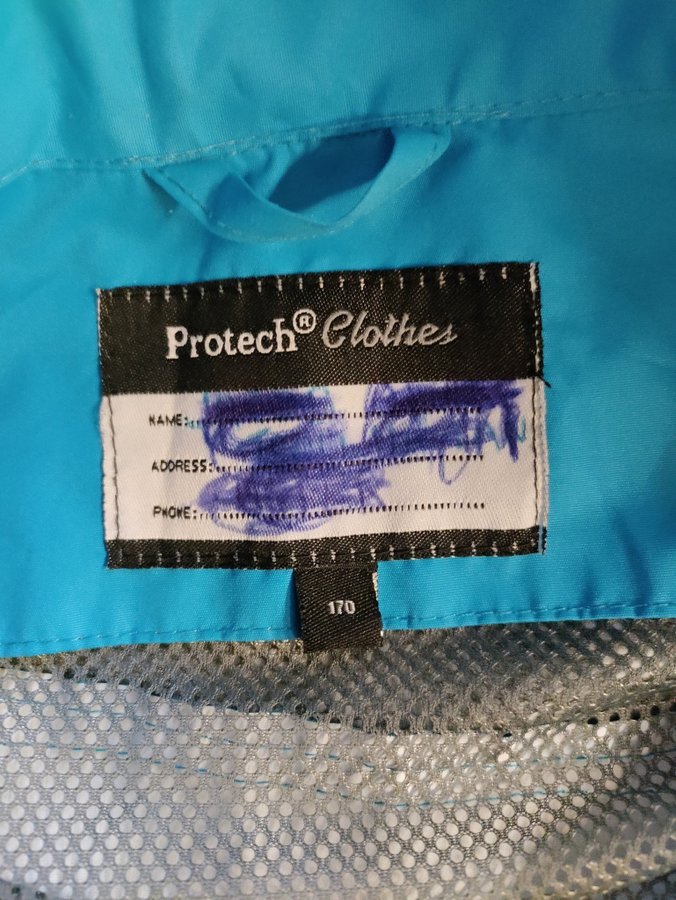 Protech® Clothes
NAME:
ADDRESS:
PHONE:
170